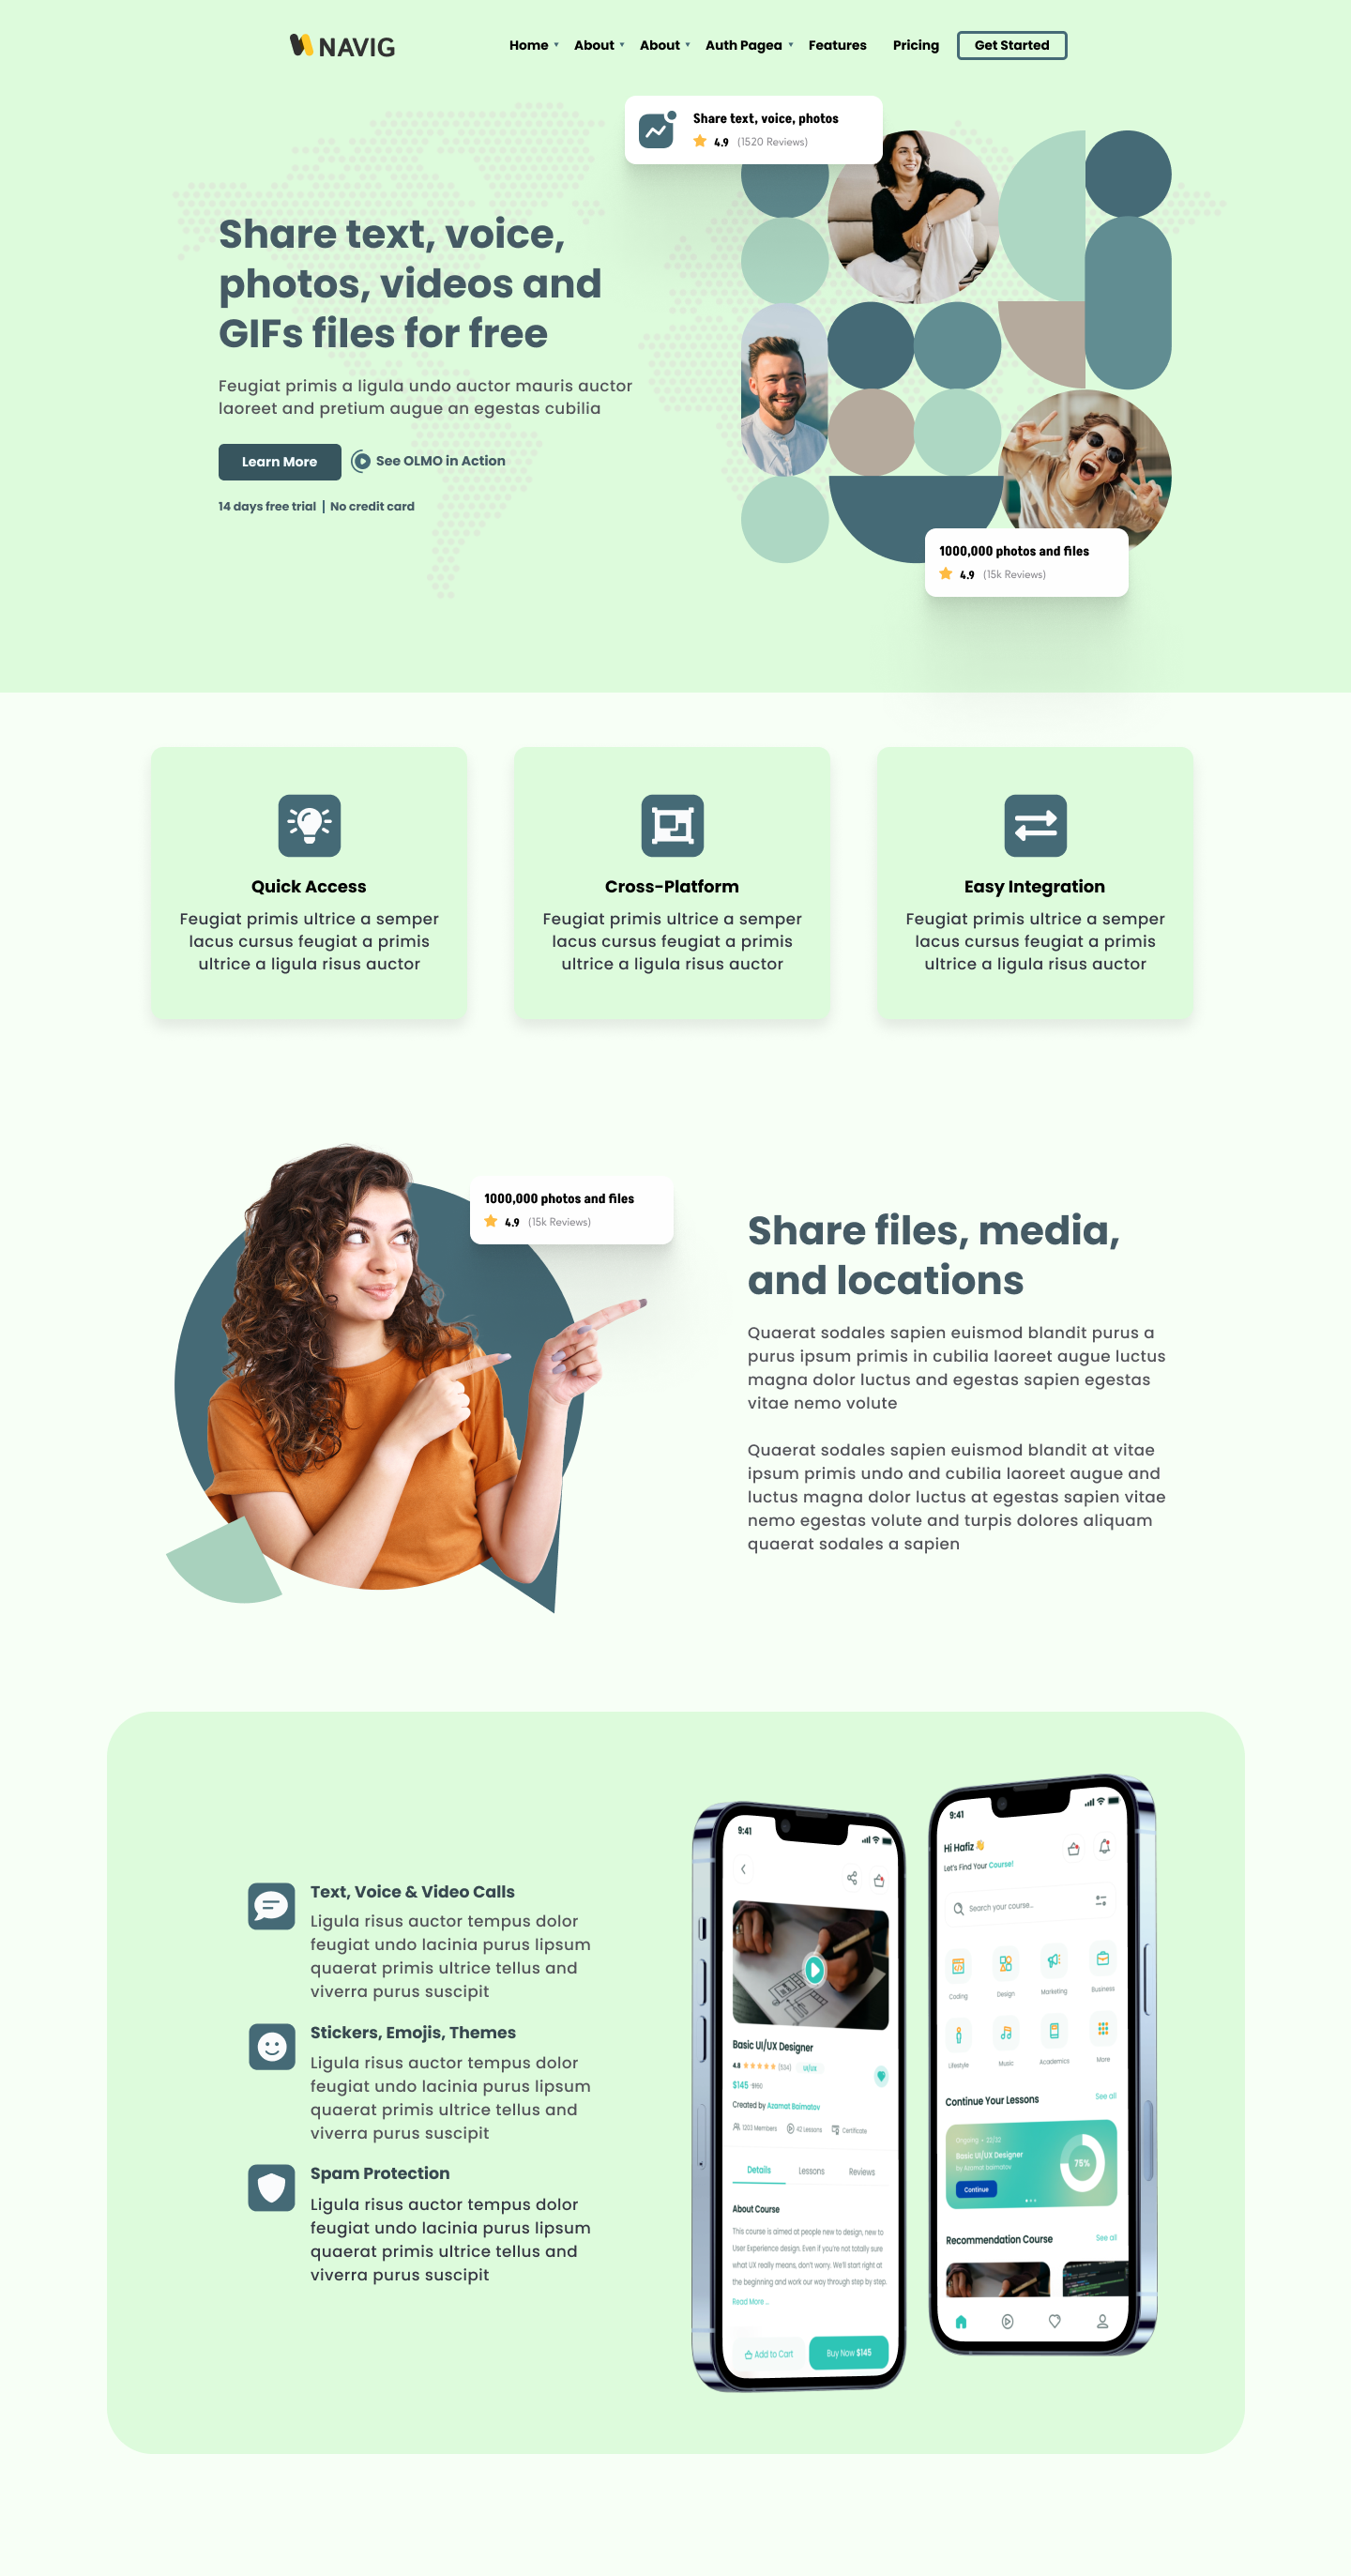 NAVIG
Home
About
About
Auth Pagea
Features
Pricing
Get Started
Share text, voice, photos
4.9 (1520 Reviews)
Share text, voice,
photos, videos and
GIFs files for free
Feugiat primis a ligula undo auctor mauris auctor
laoreet and pretium augue an egestas cubilia
Learn More
See OLMO in Action
14 days free trial | No credit card
1000,000 photos and files
4.9 (15k Reviews)
Quick Access
Feugiat primis ultrice a semper
lacus cursus feugiat a primis
ultrice a ligula risus auctor
Cross-Platform
Feugiat primis ultrice a semper
lacus cursus feugiat a primis
ultrice a ligula risus auctor
Easy Integration
Feugiat primis ultrice a semper
lacus cursus feugiat a primis
ultrice a ligula risus auctor
1000,000 photos and files
4.9 (15k Reviews)
Share files, media,
and locations
Quaerat sodales sapien euismod blandit purus a
purus ipsum primis in cubilia laoreet augue luctus
magna dolor luctus and egestas sapien egestas
vitae nemo volute
Quaerat sodales sapien euismod blandit at vitae
ipsum primis undo and cubilia laoreet augue and
luctus magna dolor luctus at egestas sapien vitae
nemo egestas volute and turpis dolores aliquam
quaerat sodales a sapien
Text, Voice & Video Calls
Ligula risus auctor tempus dolor
feugiat undo lacinia purus lipsum
quaerat primis ultrice tellus and
viverra purus suscipit
Stickers, Emojis, Themes
Ligula risus auctor tempus dolor
feugiat undo lacinia purus lipsum
quaerat primis ultrice tellus and
viverra purus suscipit
Spam Protection
Ligula risus auctor tempus dolor
feugiat undo lacinia purus lipsum
quaerat primis ultrice tellus and
viverra purus suscipit
9:41
Basic UI/UX Designer
4.8 (534) UI/UX
$145 $150
Created by Azamat Baimatov
1203 Members
42 Lessons
Certificate
Details
Lessons
Reviews
About Course
This course is aimed at people new to design, new to
User Experience design. Even if you're not totally sure
what UX really means, don't worry. We'll start right at
the beginning and work our way through step by step.
Read More ...
Add to Cart
Buy Now $145
9:41
Hi Hafiz 👋
Let's Find Your Course!
Search your course...
Coding
Design
Marketing
Business
Lifestyle
Music
Academics
More
Continue Your Lessons
See all
Ongoing • 22/32
Basic UI/UX Designer
by Azamat Baimatov
75%
Continue
Recommendation Course
See all